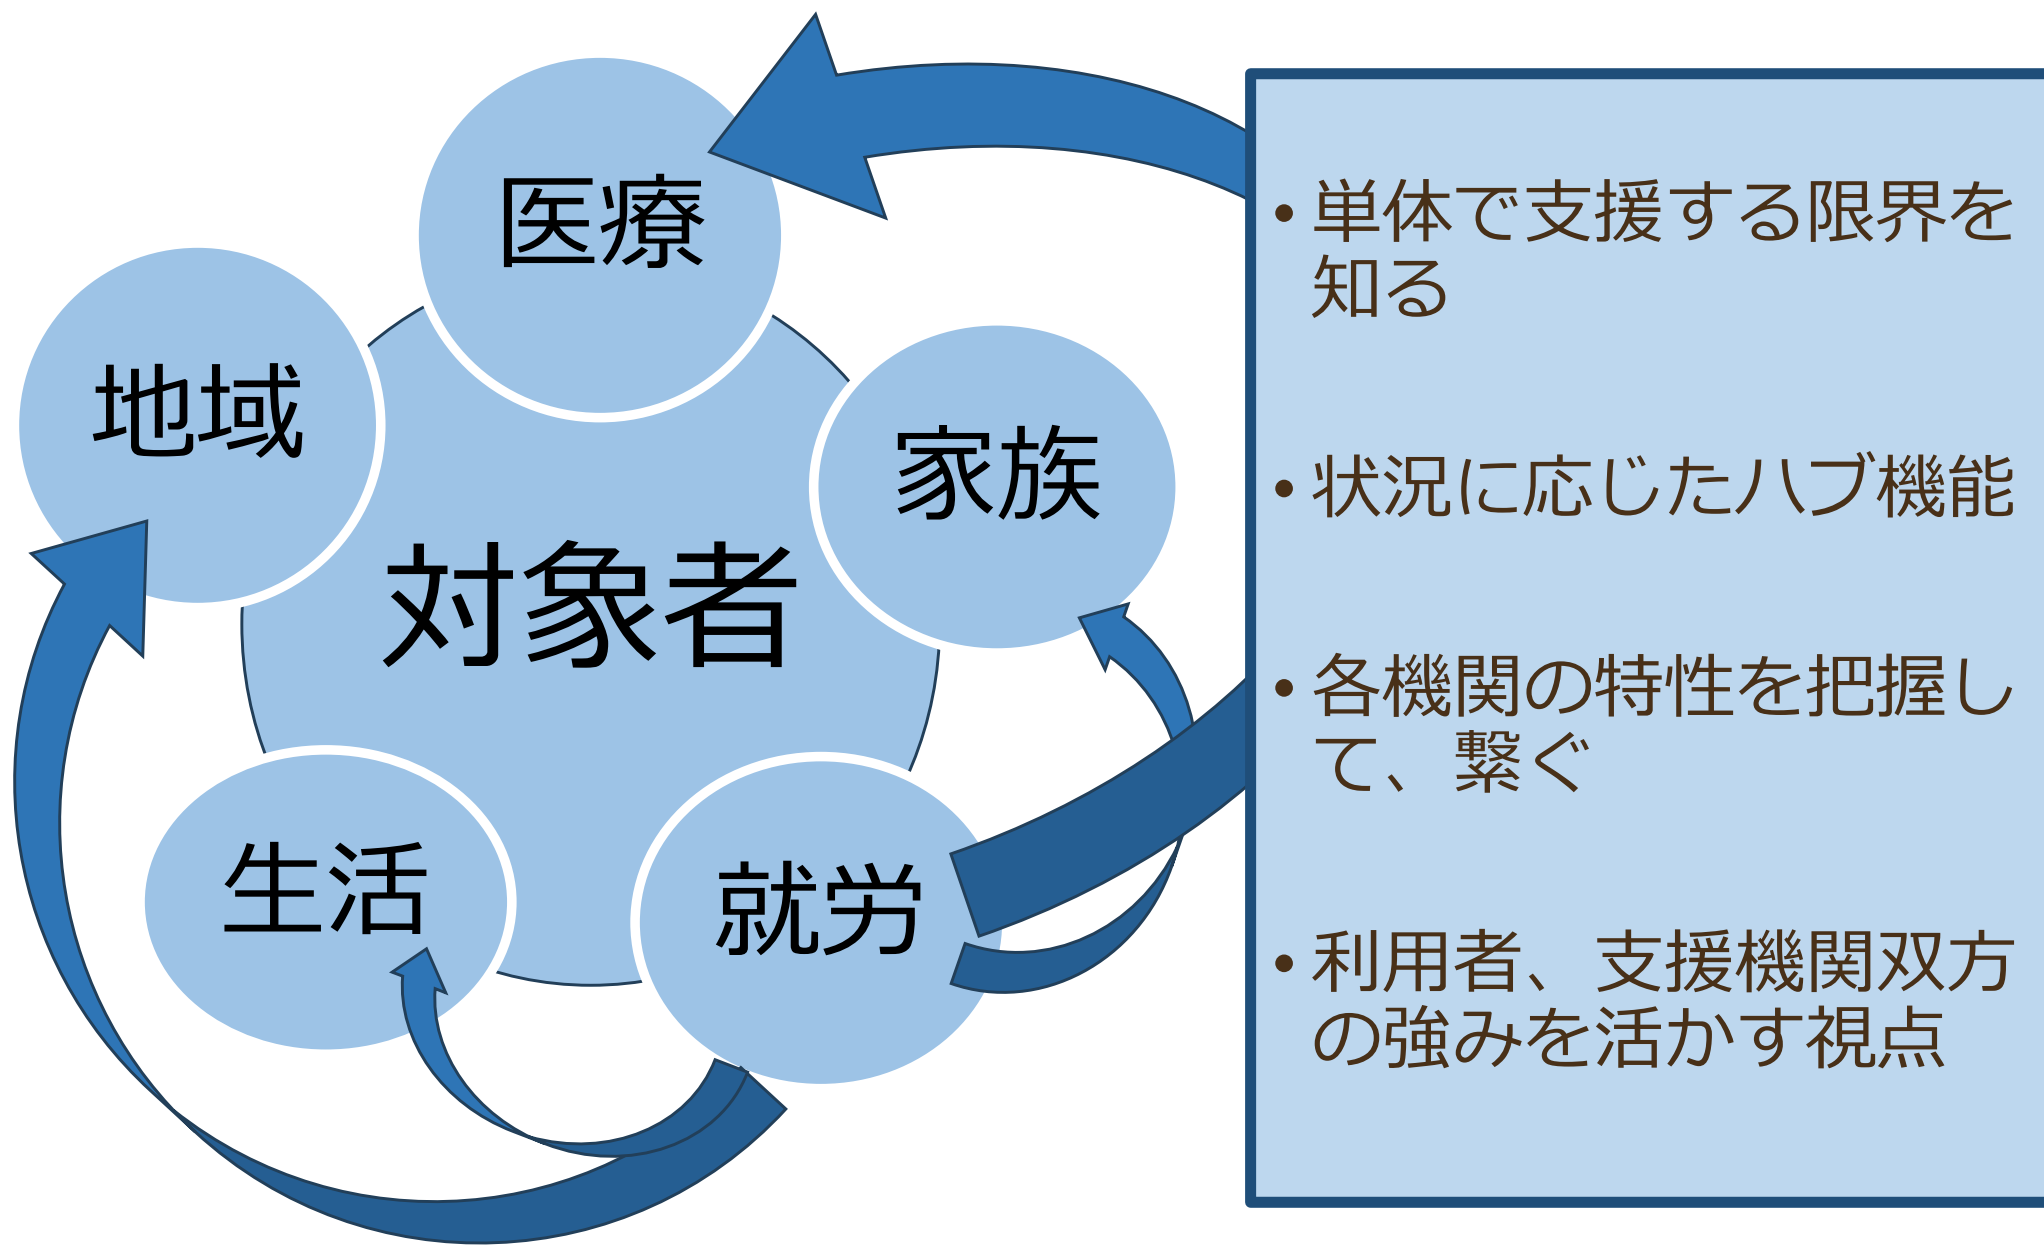 医療
地域
家族
対象者
生活
就労
• 単体で支援する限界を
知る
• 状況に応じたハブ機能
• 各機関の特性を把握し
て、繋ぐ
• 利用者、支援機関双方
の強みを活かす視点